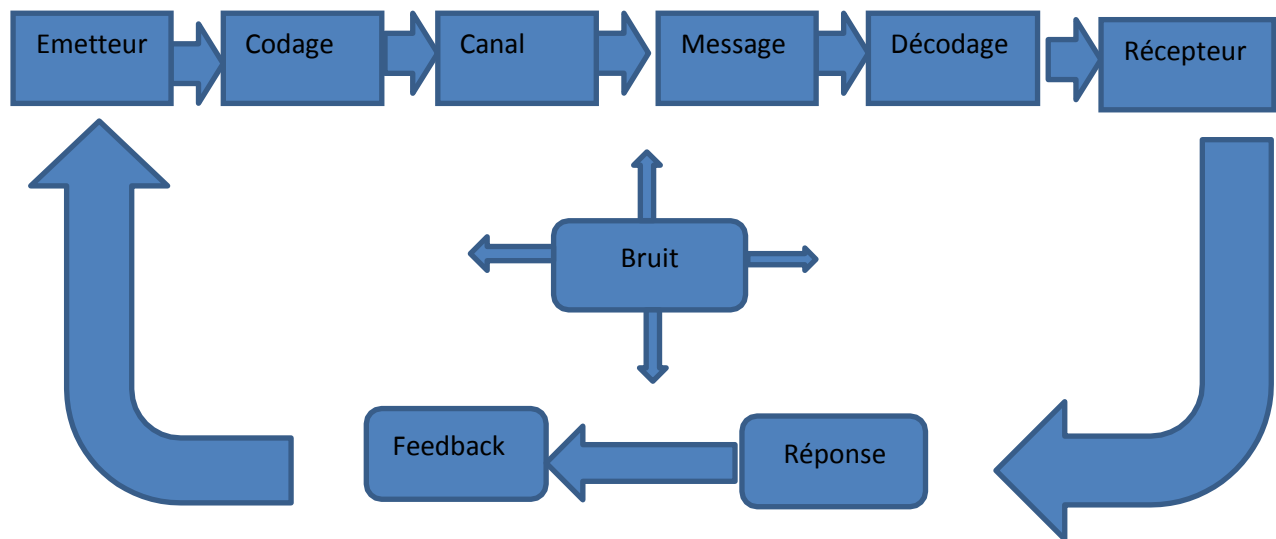 Emetteur
Codage
Canal
Message
Décodage
Récepteur
Bruit
Feedback
Réponse